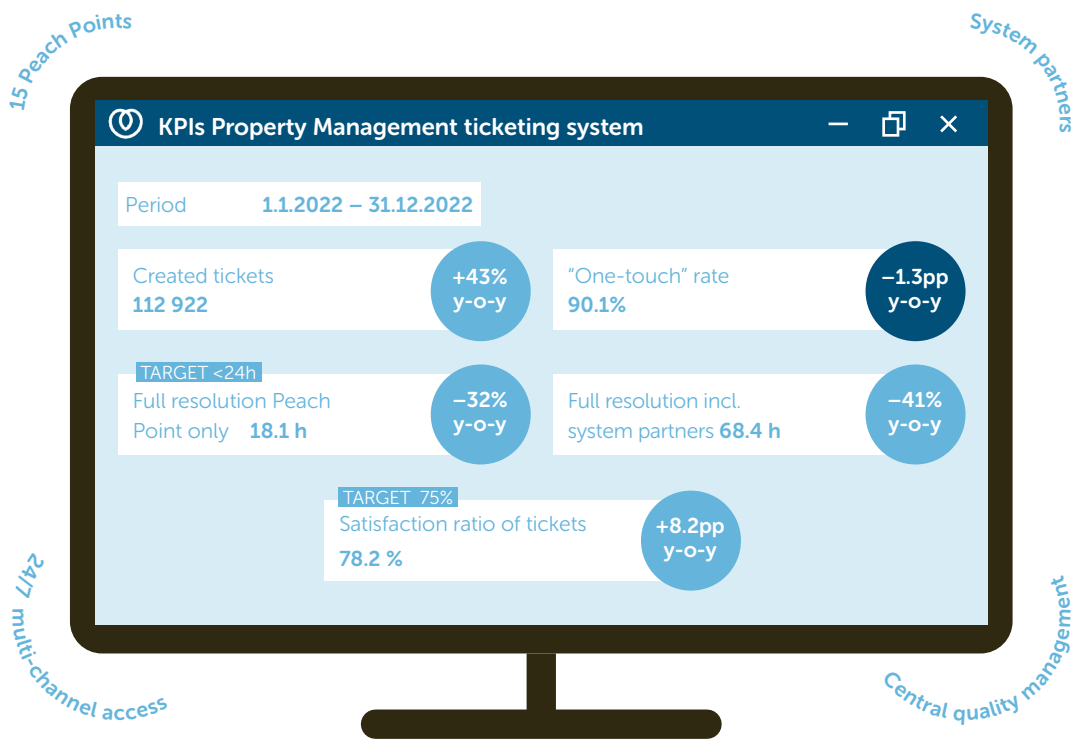 15 Peach Points
System partners
KPIs Property Management ticketing system
Period 1.1.2022 – 31.12.2022
Created tickets
112 922
+43%
y-o-y
“One-touch” rate
90.1%
–1.3pp
y-o-y
TARGET <24h
Full resolution Peach
Point only 18.1 h
–32%
y-o-y
Full resolution incl.
system partners 68.4 h
–41%
y-o-y
TARGET 75%
Satisfaction ratio of tickets
78.2 %
+8.2pp
y-o-y
24/7 multi-channel access
Central quality management